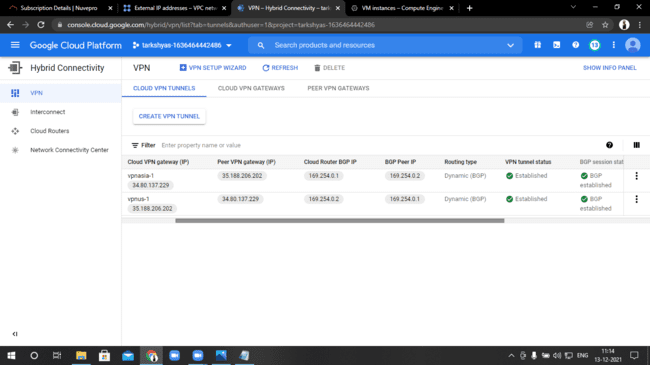 Subscription Details | Nuvepro
External IP addresses – VPC netw
VPN – Hybrid Connectivity – tarks
VM instances – Compute Engine
console.cloud.google.com/hybrid/vpn/list?tab=tunnels&authuser=1&project=tarkshyas-1636464442486
Google Cloud Platform
tarkshyas-1636464442486
Search products and resources
13
Hybrid Connectivity
VPN
VPN SETUP WIZARD
REFRESH
DELETE
SHOW INFO PANEL
VPN
Interconnect
Cloud Routers
Network Connectivity Center
CLOUD VPN TUNNELS
CLOUD VPN GATEWAYS
PEER VPN GATEWAYS
CREATE VPN TUNNEL
Filter Enter property name or value
Cloud VPN gateway (IP) Peer VPN gateway (IP) Cloud Router BGP IP BGP Peer IP Routing type VPN tunnel status BGP session stat
vpnasia-1 35.188.206.202 169.254.0.1 169.254.0.2 Dynamic (BGP) Established BGP
34.80.137.229 established
vpnus-1 34.80.137.229 169.254.0.2 169.254.0.1 Dynamic (BGP) Established BGP
35.188.206.202 established
ENG
11:14
13-12-2021